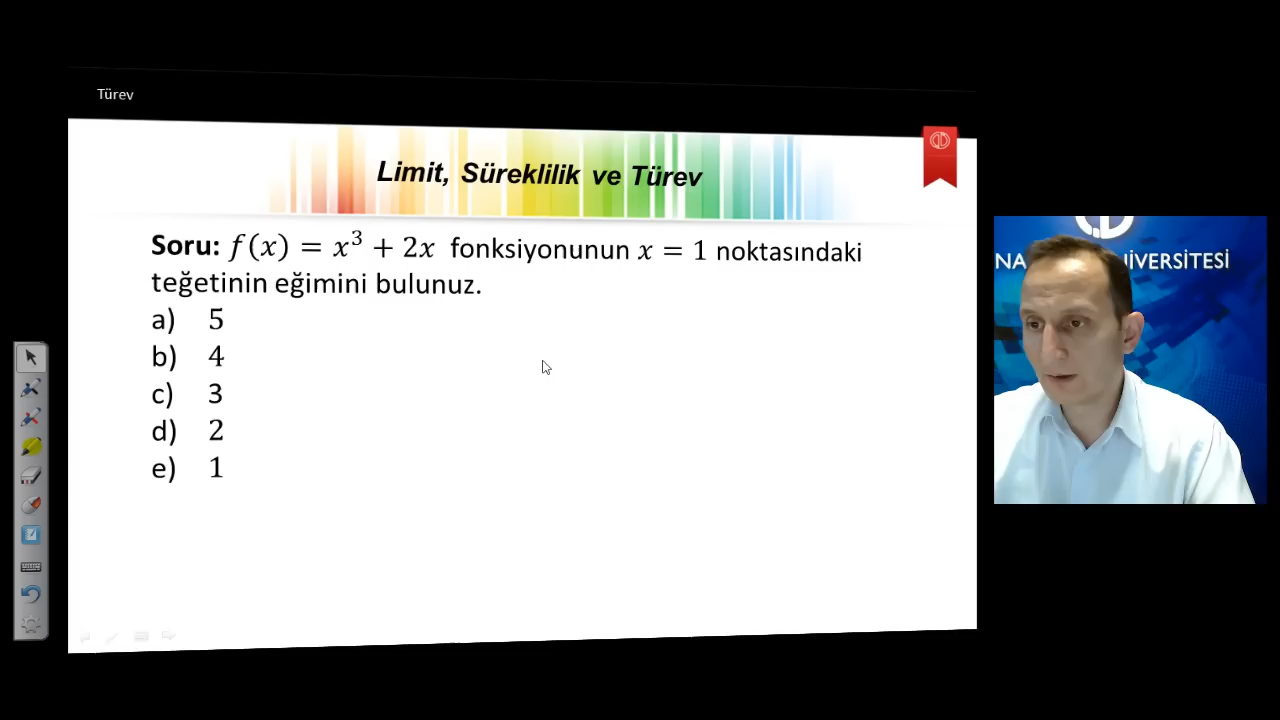 Türev
Limit, Süreklilik ve Türev
Soru: f(x) = x³ + 2x fonksiyonunun x = 1 noktasındaki
teğetinin eğimini bulunuz.
a) 5
b) 4
c) 3
d) 2
e) 1
NA İVERSİTESİ